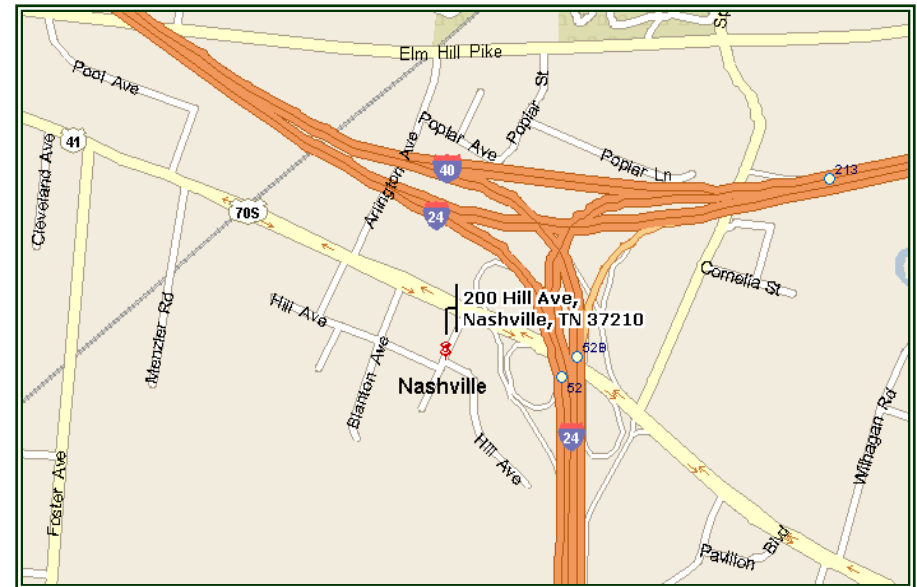 Elm Hill Pike
Pool Ave
Poplar St
Poplar Ave
Poplar Ln
213
41
Cleveland Ave
Arlington Ave
40
70S
24
Cornelia St
Menzler Rd
Hill Ave
200 Hill Ave,
Nashville, TN 37210
52B
52
Blanton Ave
Nashville
24
Hill Ave
Wilhagan Rd
Foster Ave
Pavilion Blvd